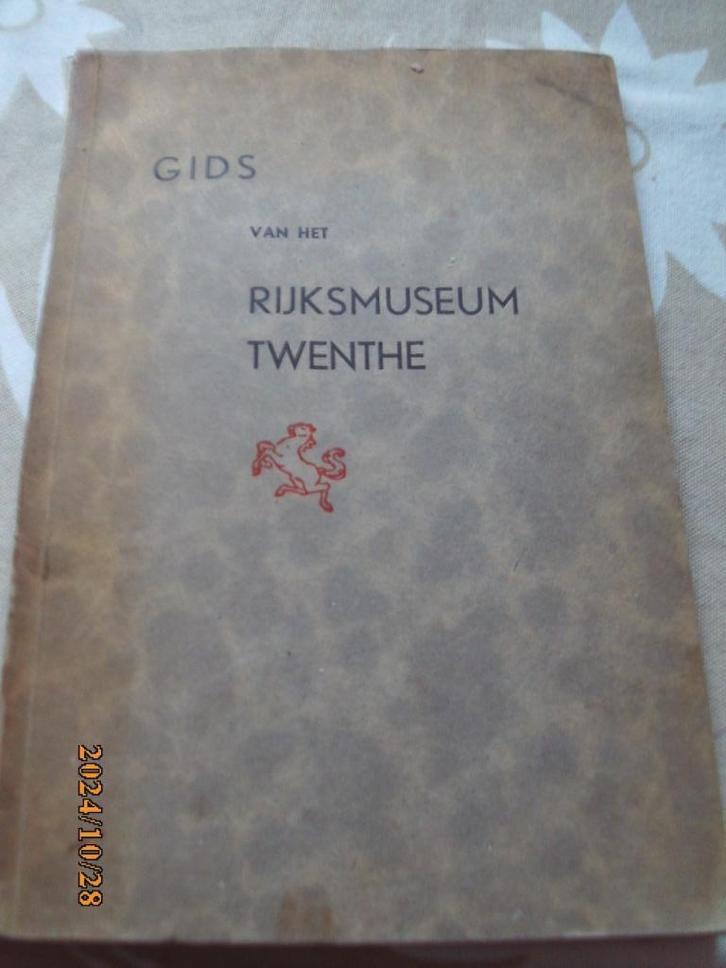 GIDS
VAN HET
RIJKSMUSEUM
TWENTHE
2024/10/28